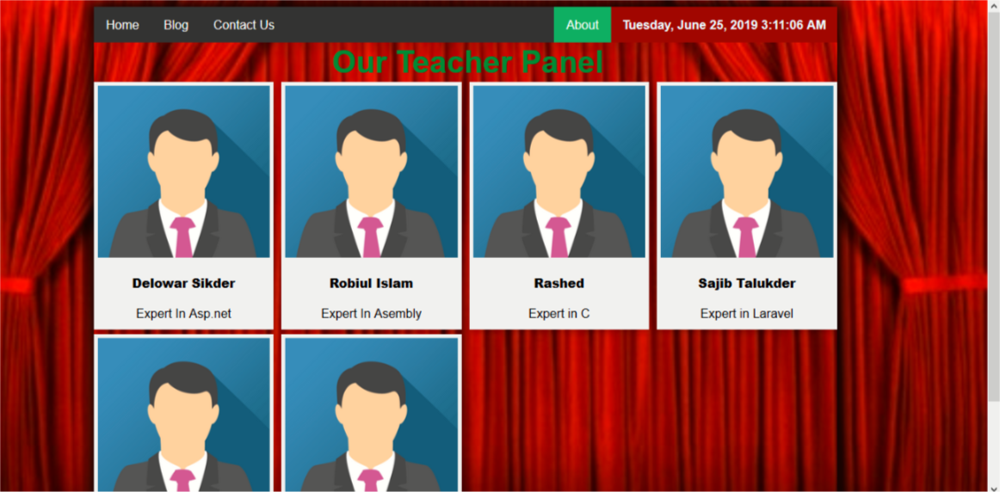 Home Blog Contact Us About Tuesday, June 25, 2019 3:11:06 AM
Our Teacher Panel
Delowar Sikder
Expert In Asp.net
Robiul Islam
Expert In Asembly
Rashed
Expert in C
Sajib Talukder
Expert in Laravel